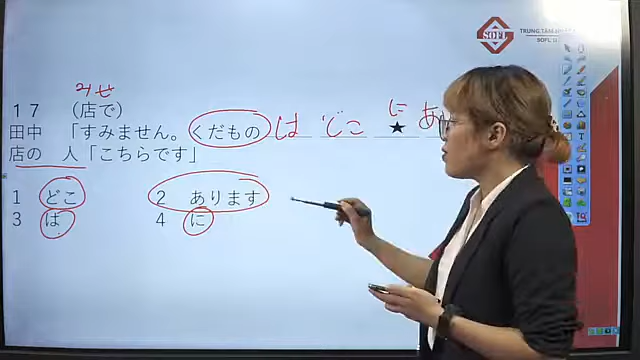 SOFL
TRUNG TÂM
SOFL
みせ
17 (店で)
田中 「すみません。くだもの は どこ に ★ あ
店の 人「こちらです」
1 どこ 2 あります
3 は 4 に